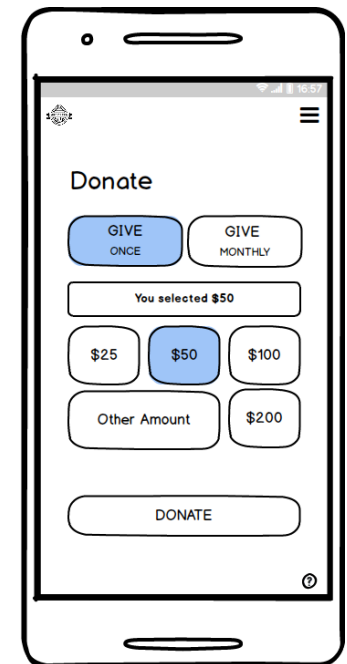 16:57
Donate
GIVE
ONCE
GIVE
MONTHLY
You selected $50
$25
$50
$100
Other Amount
$200
DONATE
?